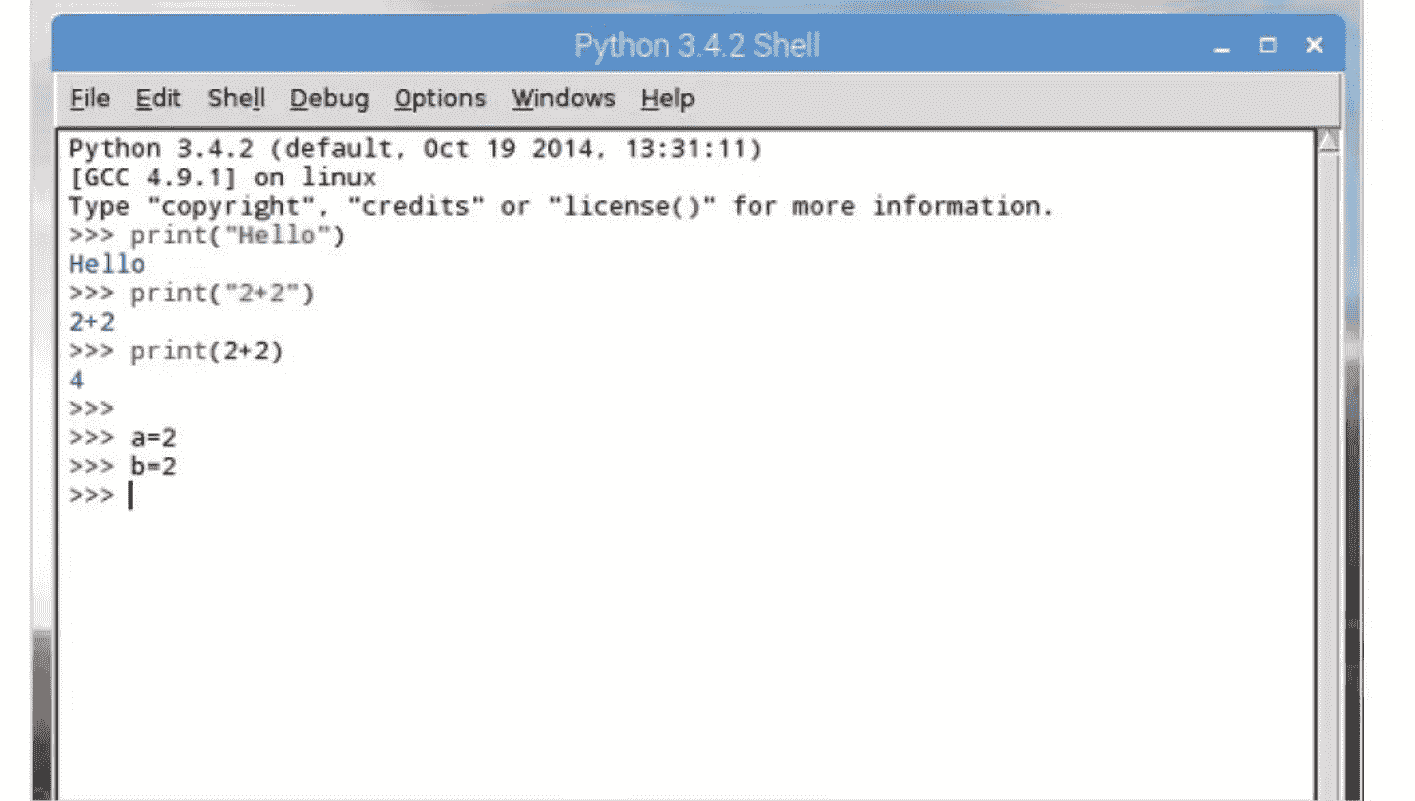 Python 3.4.2 Shell
File Edit Shell Debug Options Windows Help
Python 3.4.2 (default, Oct 19 2014, 13:31:11)
[GCC 4.9.1] on linux
Type "copyright", "credits" or "license()" for more information.
>>> print("Hello")
Hello
>>> print("2+2")
2+2
>>> print(2+2)
4
>>>
>>> a=2
>>> b=2
>>>